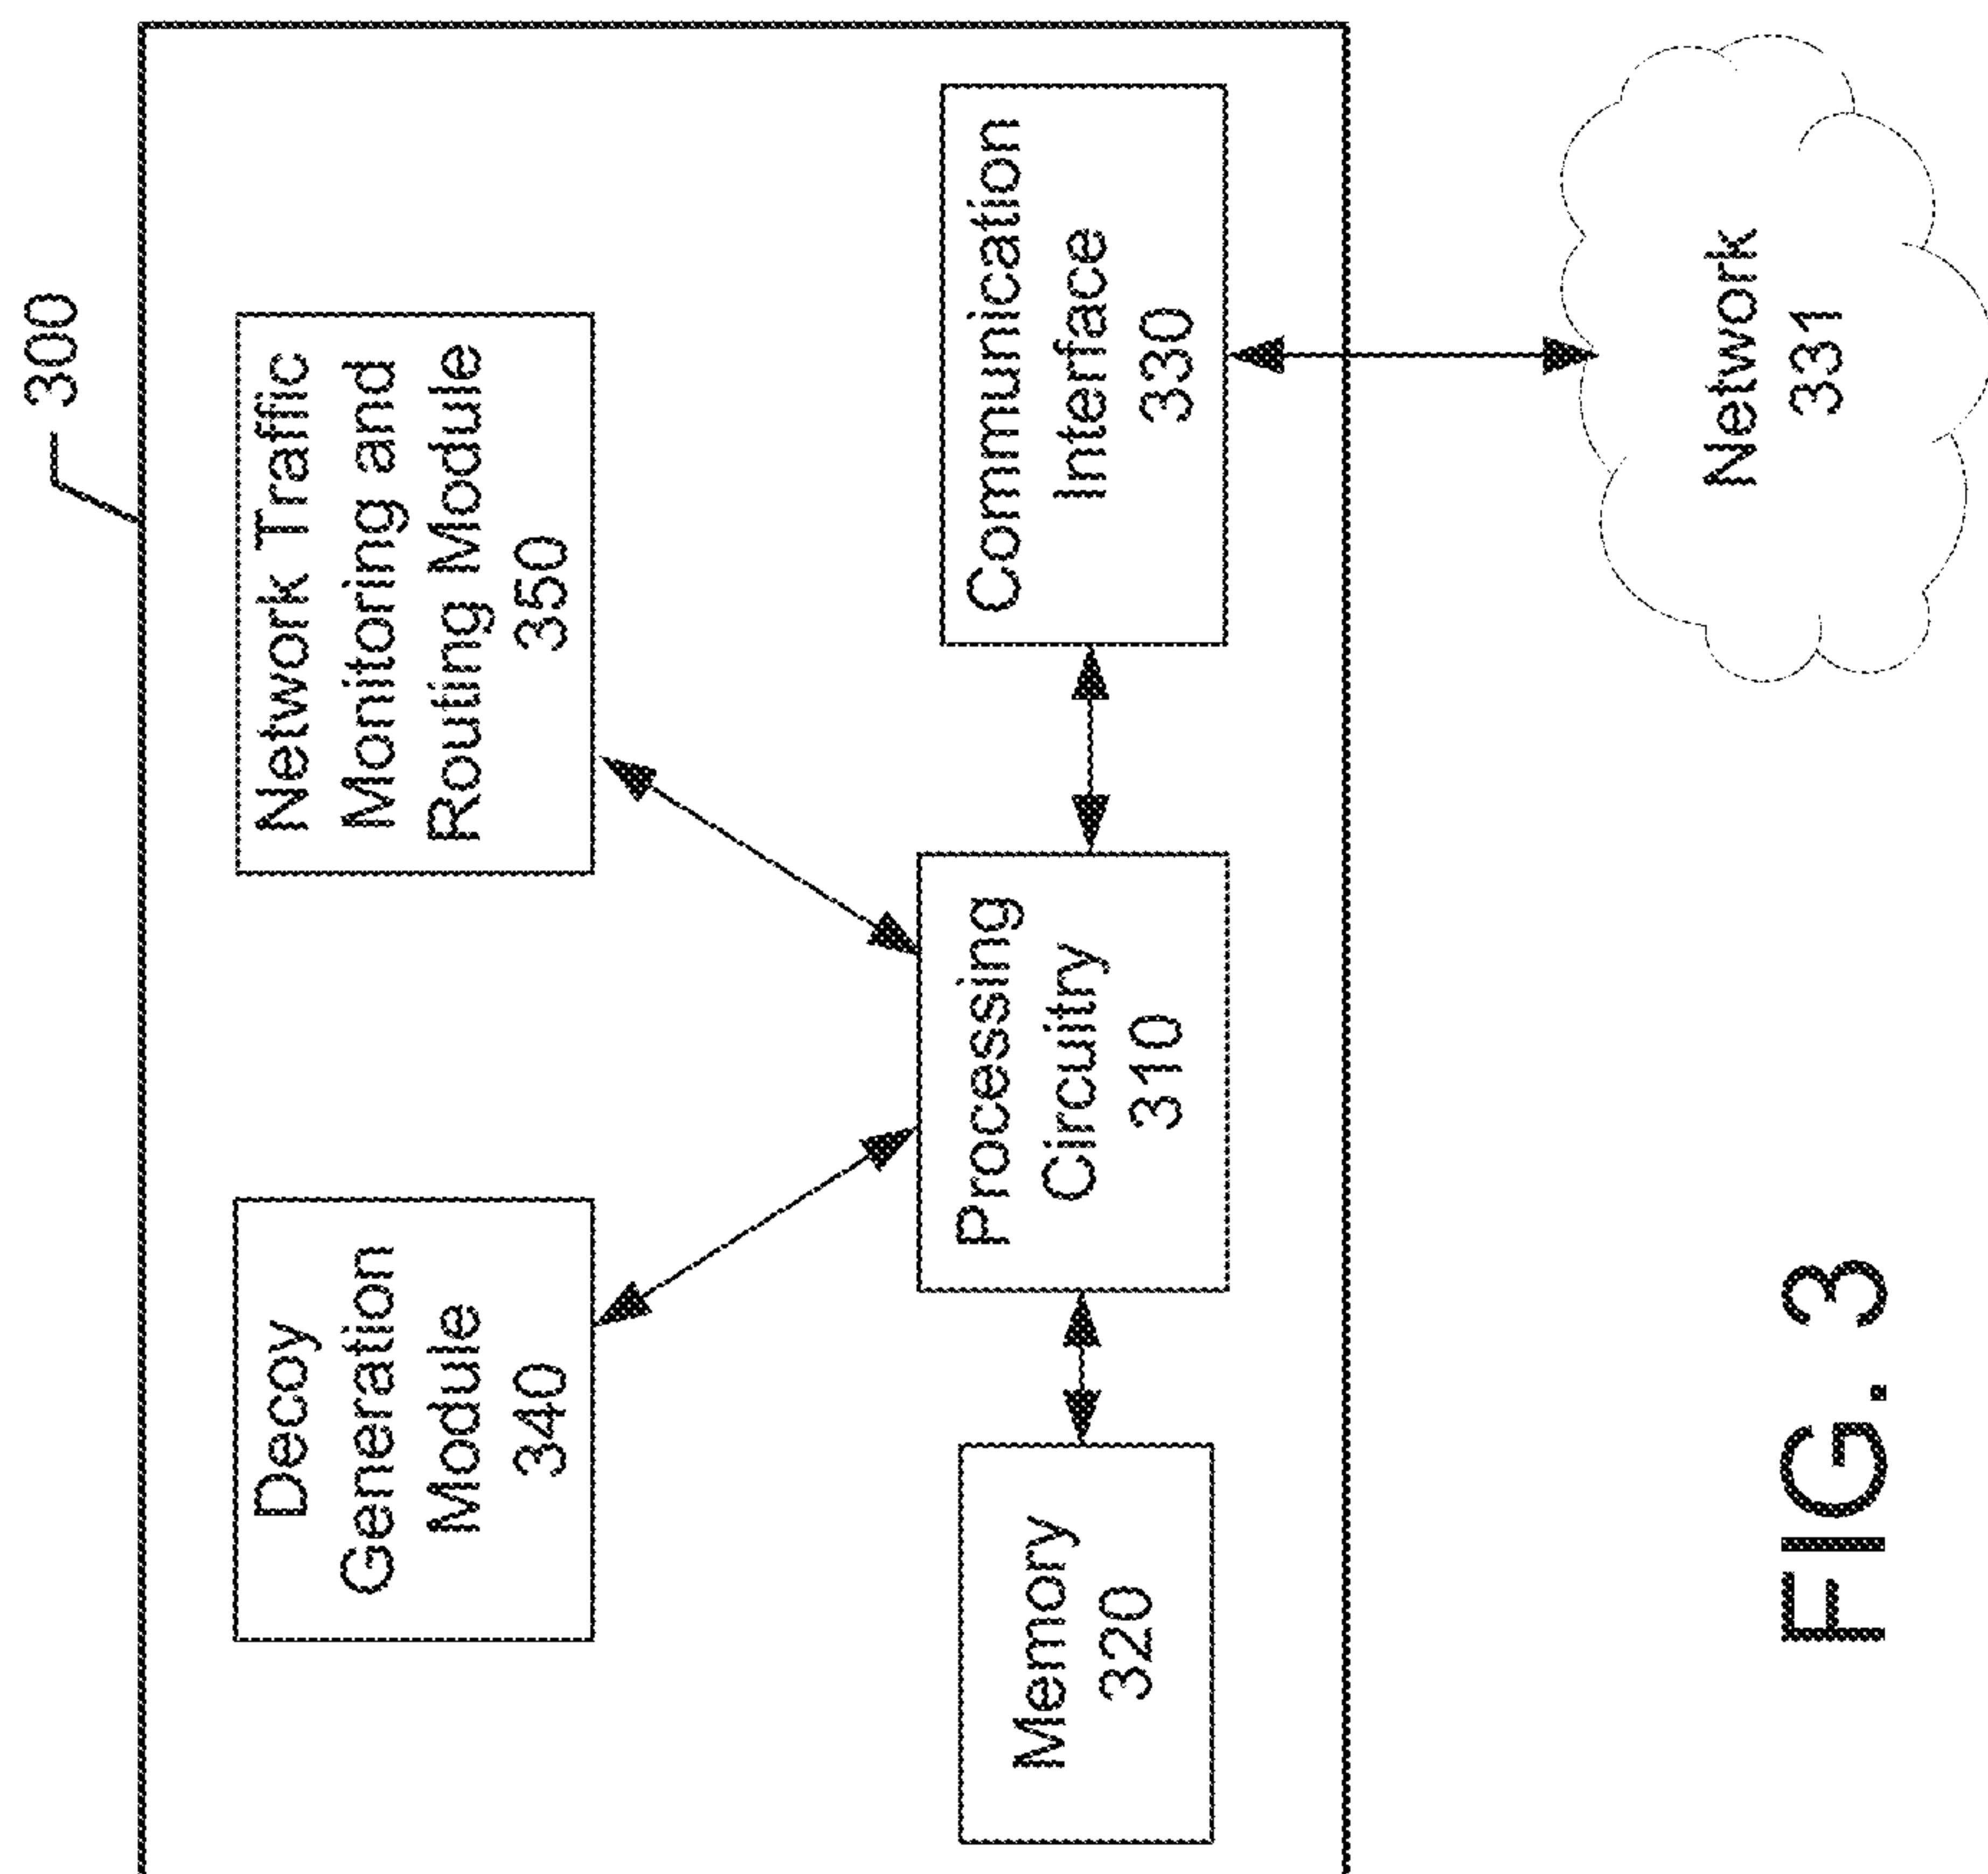 300
Decoy
Generation
Module
340
Network Traffic
Monitoring and
Routing Module
350
Memory
320
Processing
Circuitry
310
Communication
Interface
330
Network
331
FIG. 3